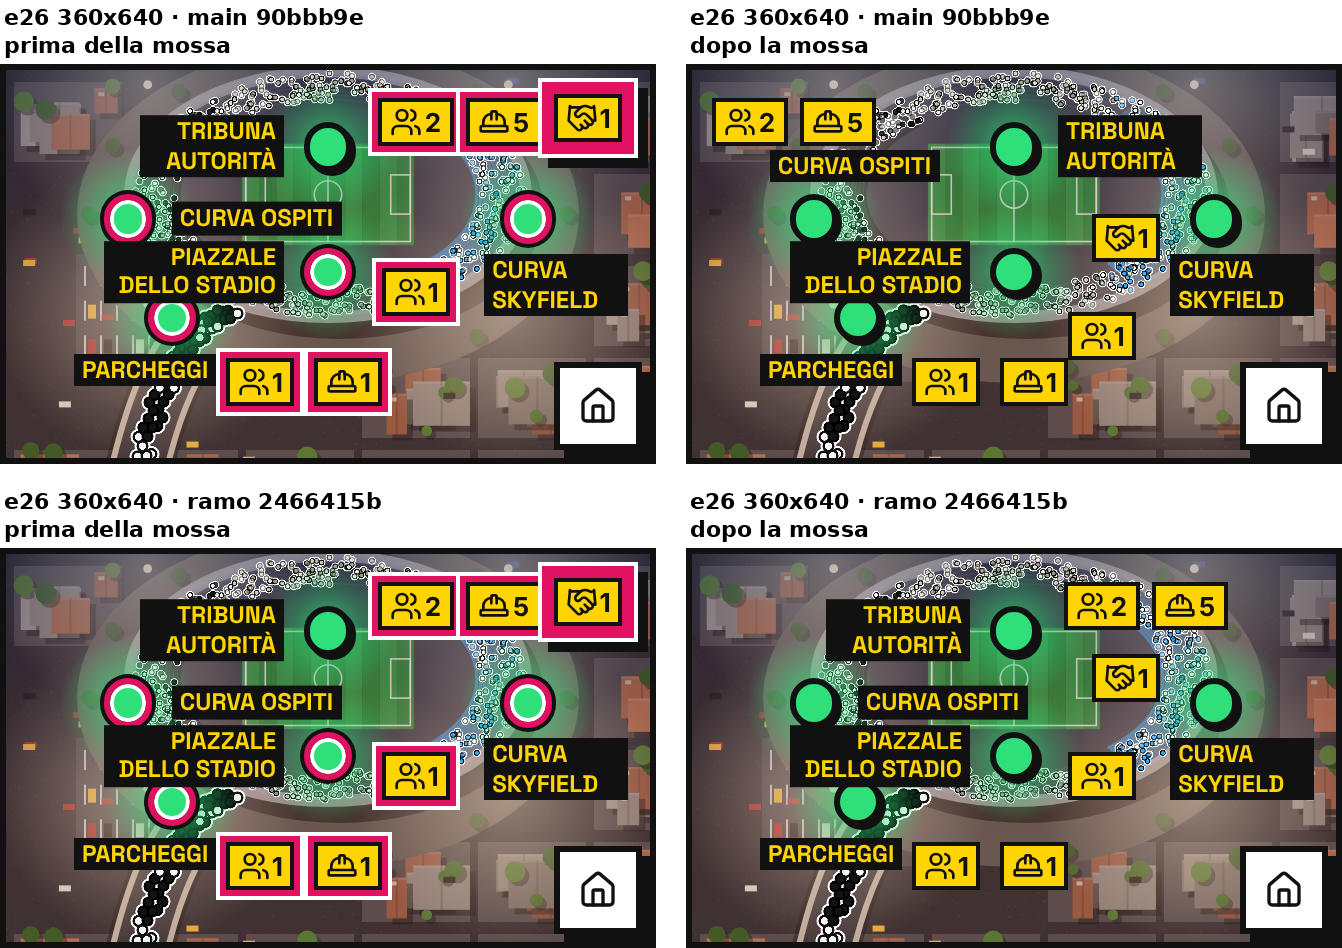 e26 360x640 · main 90bbb9e
prima della mossa
2
5
1
TRIBUNA
AUTORITÀ
CURVA OSPITI
PIAZZALE
DELLO STADIO
1
CURVA
SKYFIELD
PARCHEGGI
1
1
e26 360x640 · main 90bbb9e
dopo la mossa
2
5
TRIBUNA
AUTORITÀ
CURVA OSPITI
1
PIAZZALE
DELLO STADIO
CURVA
SKYFIELD
1
PARCHEGGI
1
1
e26 360x640 · ramo 2466415b
prima della mossa
2
5
1
TRIBUNA
AUTORITÀ
CURVA OSPITI
PIAZZALE
DELLO STADIO
1
CURVA
SKYFIELD
PARCHEGGI
1
1
e26 360x640 · ramo 2466415b
dopo la mossa
2
5
TRIBUNA
AUTORITÀ
1
CURVA OSPITI
PIAZZALE
DELLO STADIO
1
CURVA
SKYFIELD
PARCHEGGI
1
1